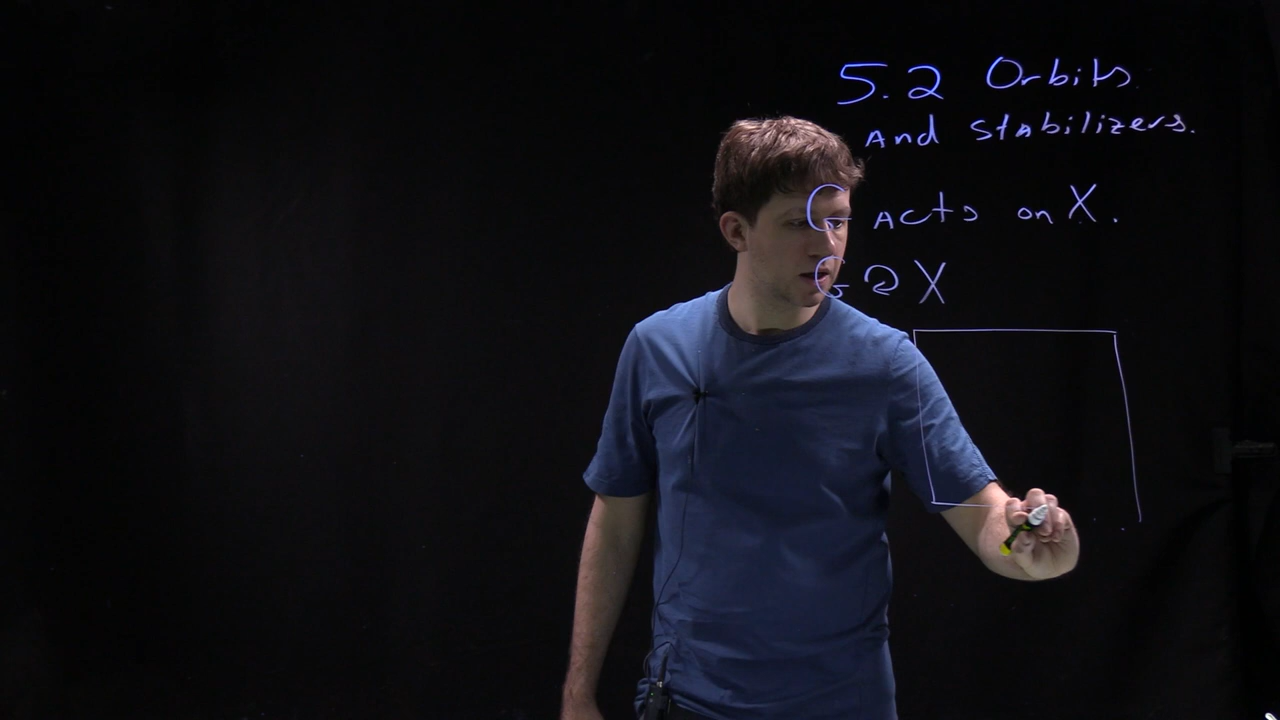 5.2 Orbits
And Stabilizers.
G acts on X.
G⤾X